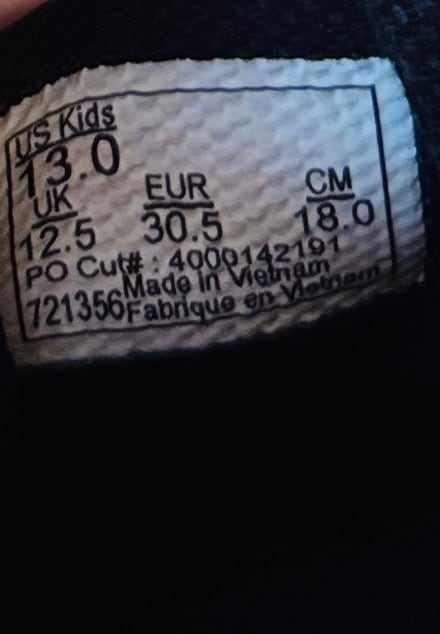 US Kids
13.0
UK EUR CM
12.5 30.5 18.0
PO Cut# : 4000142191
Made in Vietnam
721356 Fabrique en Vietnam